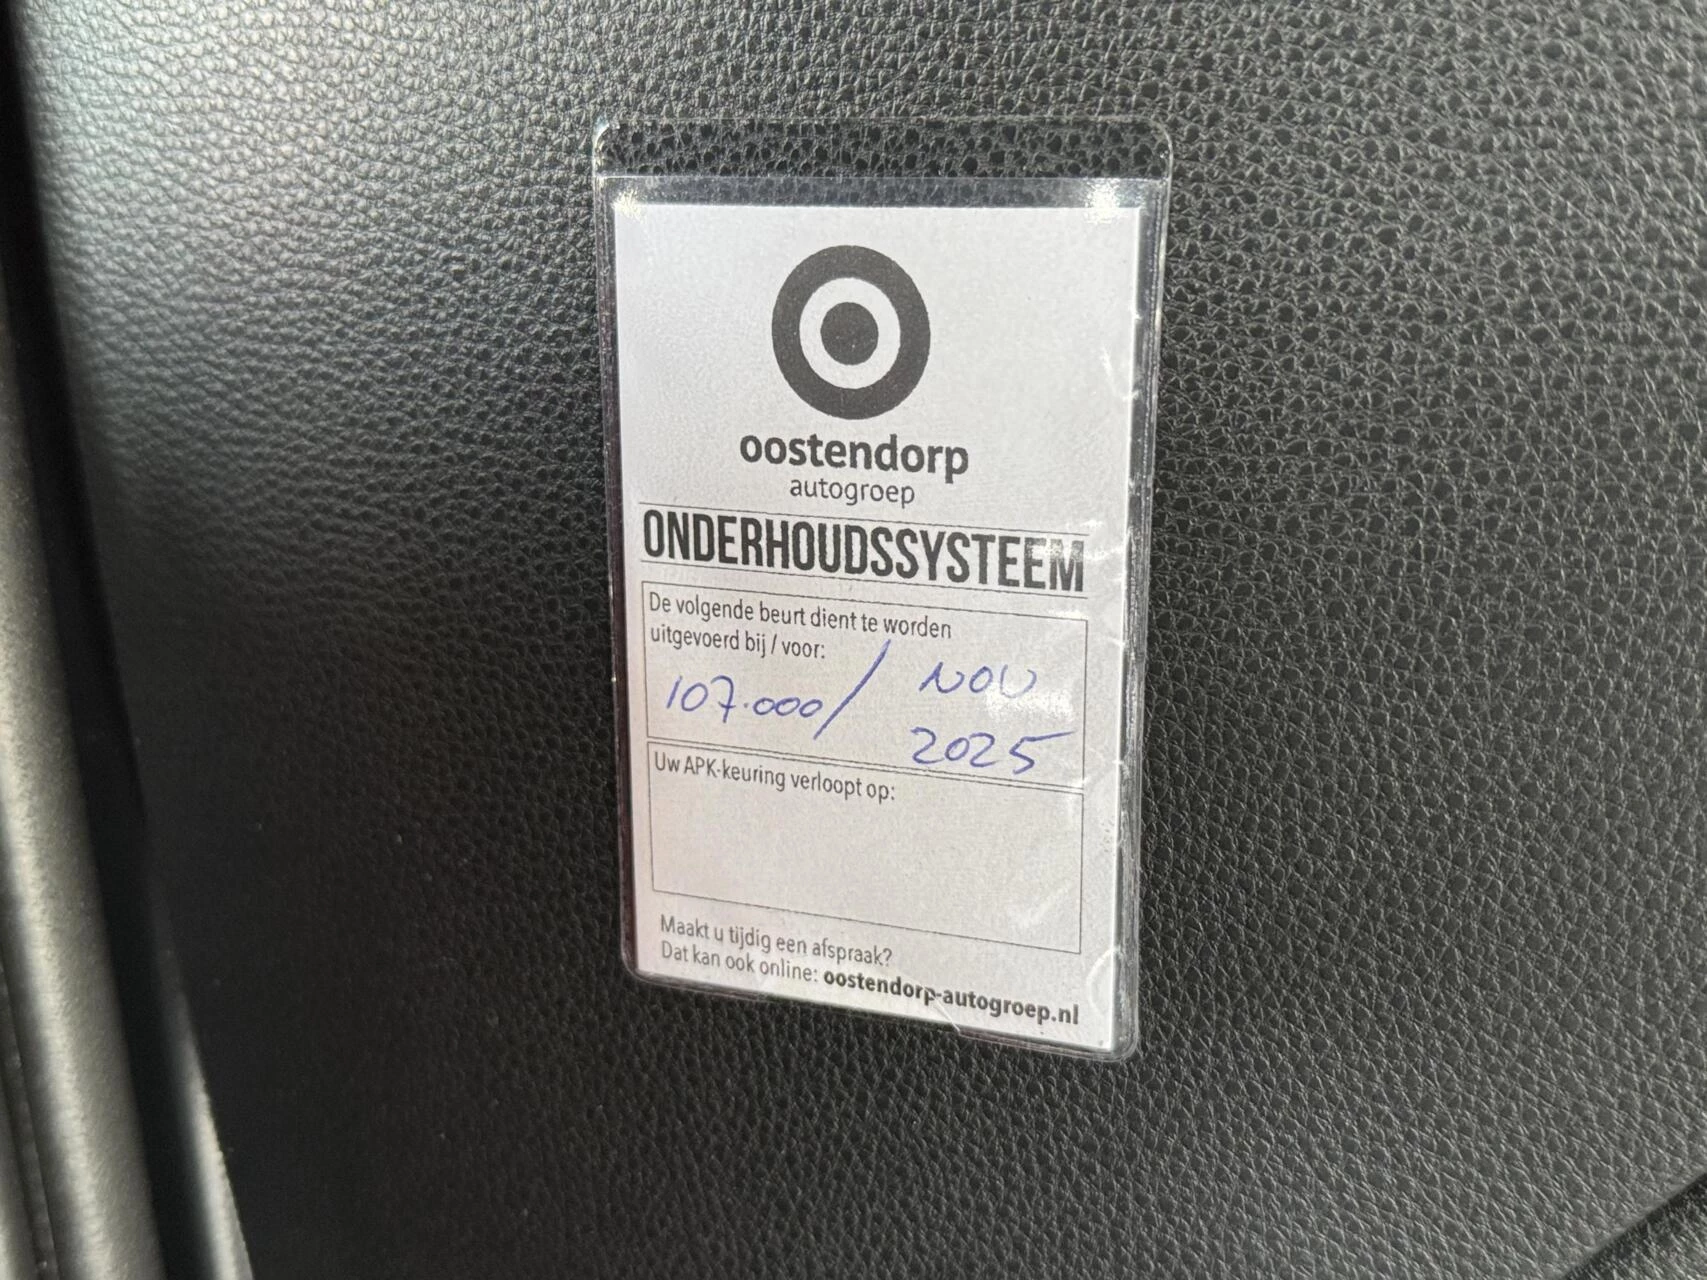 oostendorp
autogroep
ONDERHOUDSSYSTEEM
De volgende beurt dient te worden
uitgevoerd bij / voor:
107.000 / NOV
2025
Uw APK-keuring verloopt op:
Maakt u tijdig een afspraak?
Dat kan ook online: oostendorp-autogroep.nl